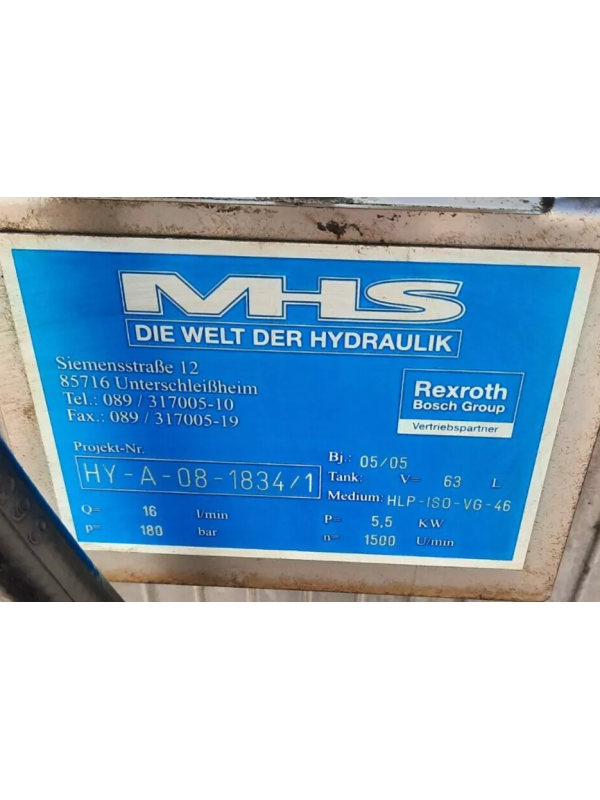 MHS
DIE WELT DER HYDRAULIK
Siemensstraße 12
85716 Unterschleißheim
Tel.: 089 / 317005-10
Fax.: 089 / 317005-19
Rexroth
Bosch Group
Vertriebspartner
Projekt-Nr.
HY-A-08-1834/1
Bj.: 05/05
Tank: V= 63 L
Medium: HLP-ISO-VG-46
Q= 16 l/min
P= 5,5 KW
p= 180 bar
n= 1500 U/min